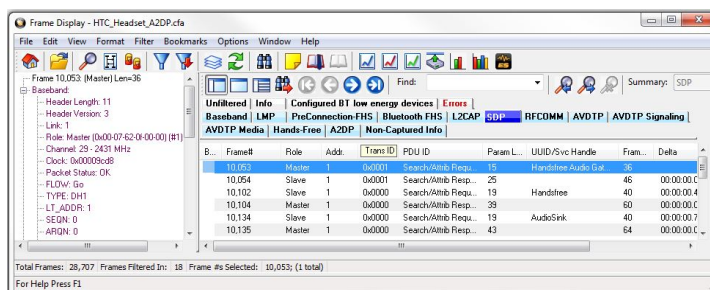 Frame Display - HTC_Headset_A2DP.cfa
File Edit View Format Filter Bookmarks Options Window Help
Find: Summary: SDP
Unfiltered Info Configured BT low energy devices Errors
Baseband LMP PreConnection-FHS Bluetooth FHS L2CAP SDP RFCOMM AVDTP AVDTP Signaling
AVDTP Media Hands-Free A2DP Non-Captured Info
Frame 10,053: (Master) Len=36
Baseband:
Header Length: 11
Header Version: 3
Link: 1
Role: Master (0x00-07-62-0f-00-00) (#1)
Channel: 29 - 2431 MHz
Clock: 0x00009cd8
Packet Status: OK
FLOW: Go
TYPE: DH1
LT_ADDR: 1
SEQN: 0
ARQN: 0
B... Frame# Role Addr. Trans ID PDU ID Param L... UUID/Svc Handle Fram... Delta
10,053 Master 1 0x0001 Search/Attrib Requ... 15 Handsfree Audio Gat... 36
10,054 Slave 1 0x0001 Search/Attrib Resp... 25 46 00:00:00.0
10,102 Slave 1 0x0000 Search/Attrib Requ... 19 Handsfree 40 00:00:00.4
10,104 Master 1 0x0000 Search/Attrib Resp... 39 60 00:00:00.0
10,134 Slave 1 0x0000 Search/Attrib Requ... 19 AudioSink 40 00:00:00.7
10,135 Master 1 0x0000 Search/Attrib Resp... 43 64 00:00:00.0
Total Frames: 28,707 Frames Filtered In: 18 Frame #s Selected: 10,053; (1 total)
For Help Press F1